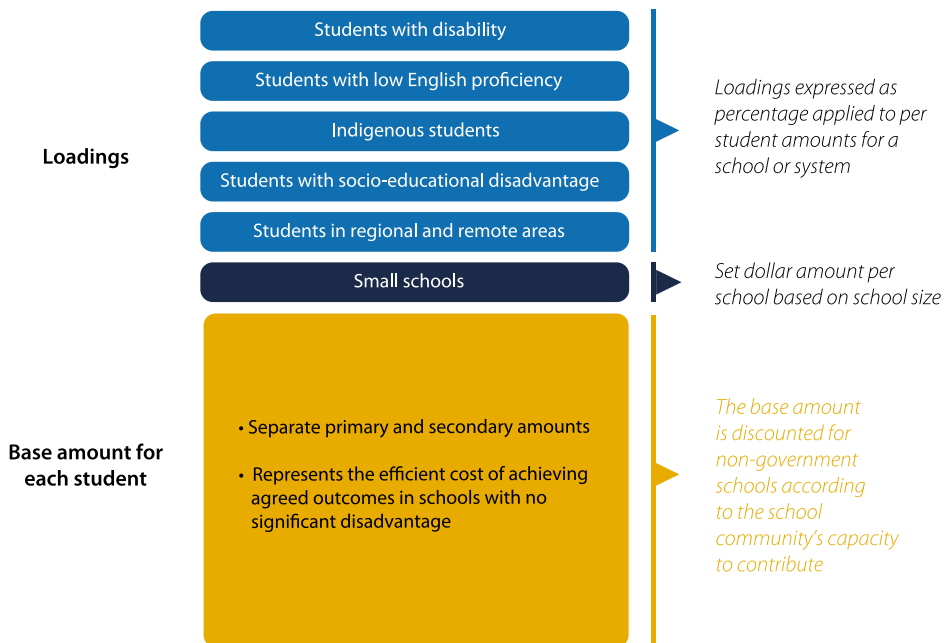 Loadings
Students with disability
Students with low English proficiency
Indigenous students
Students with socio-educational disadvantage
Students in regional and remote areas
Loadings expressed as
percentage applied to per
student amounts for a
school or system
Small schools
Set dollar amount per
school based on school size
Base amount for
each student
• Separate primary and secondary amounts
• Represents the efficient cost of achieving
agreed outcomes in schools with no
significant disadvantage
The base amount
is discounted for
non-government
schools according
to the school
community's capacity
to contribute